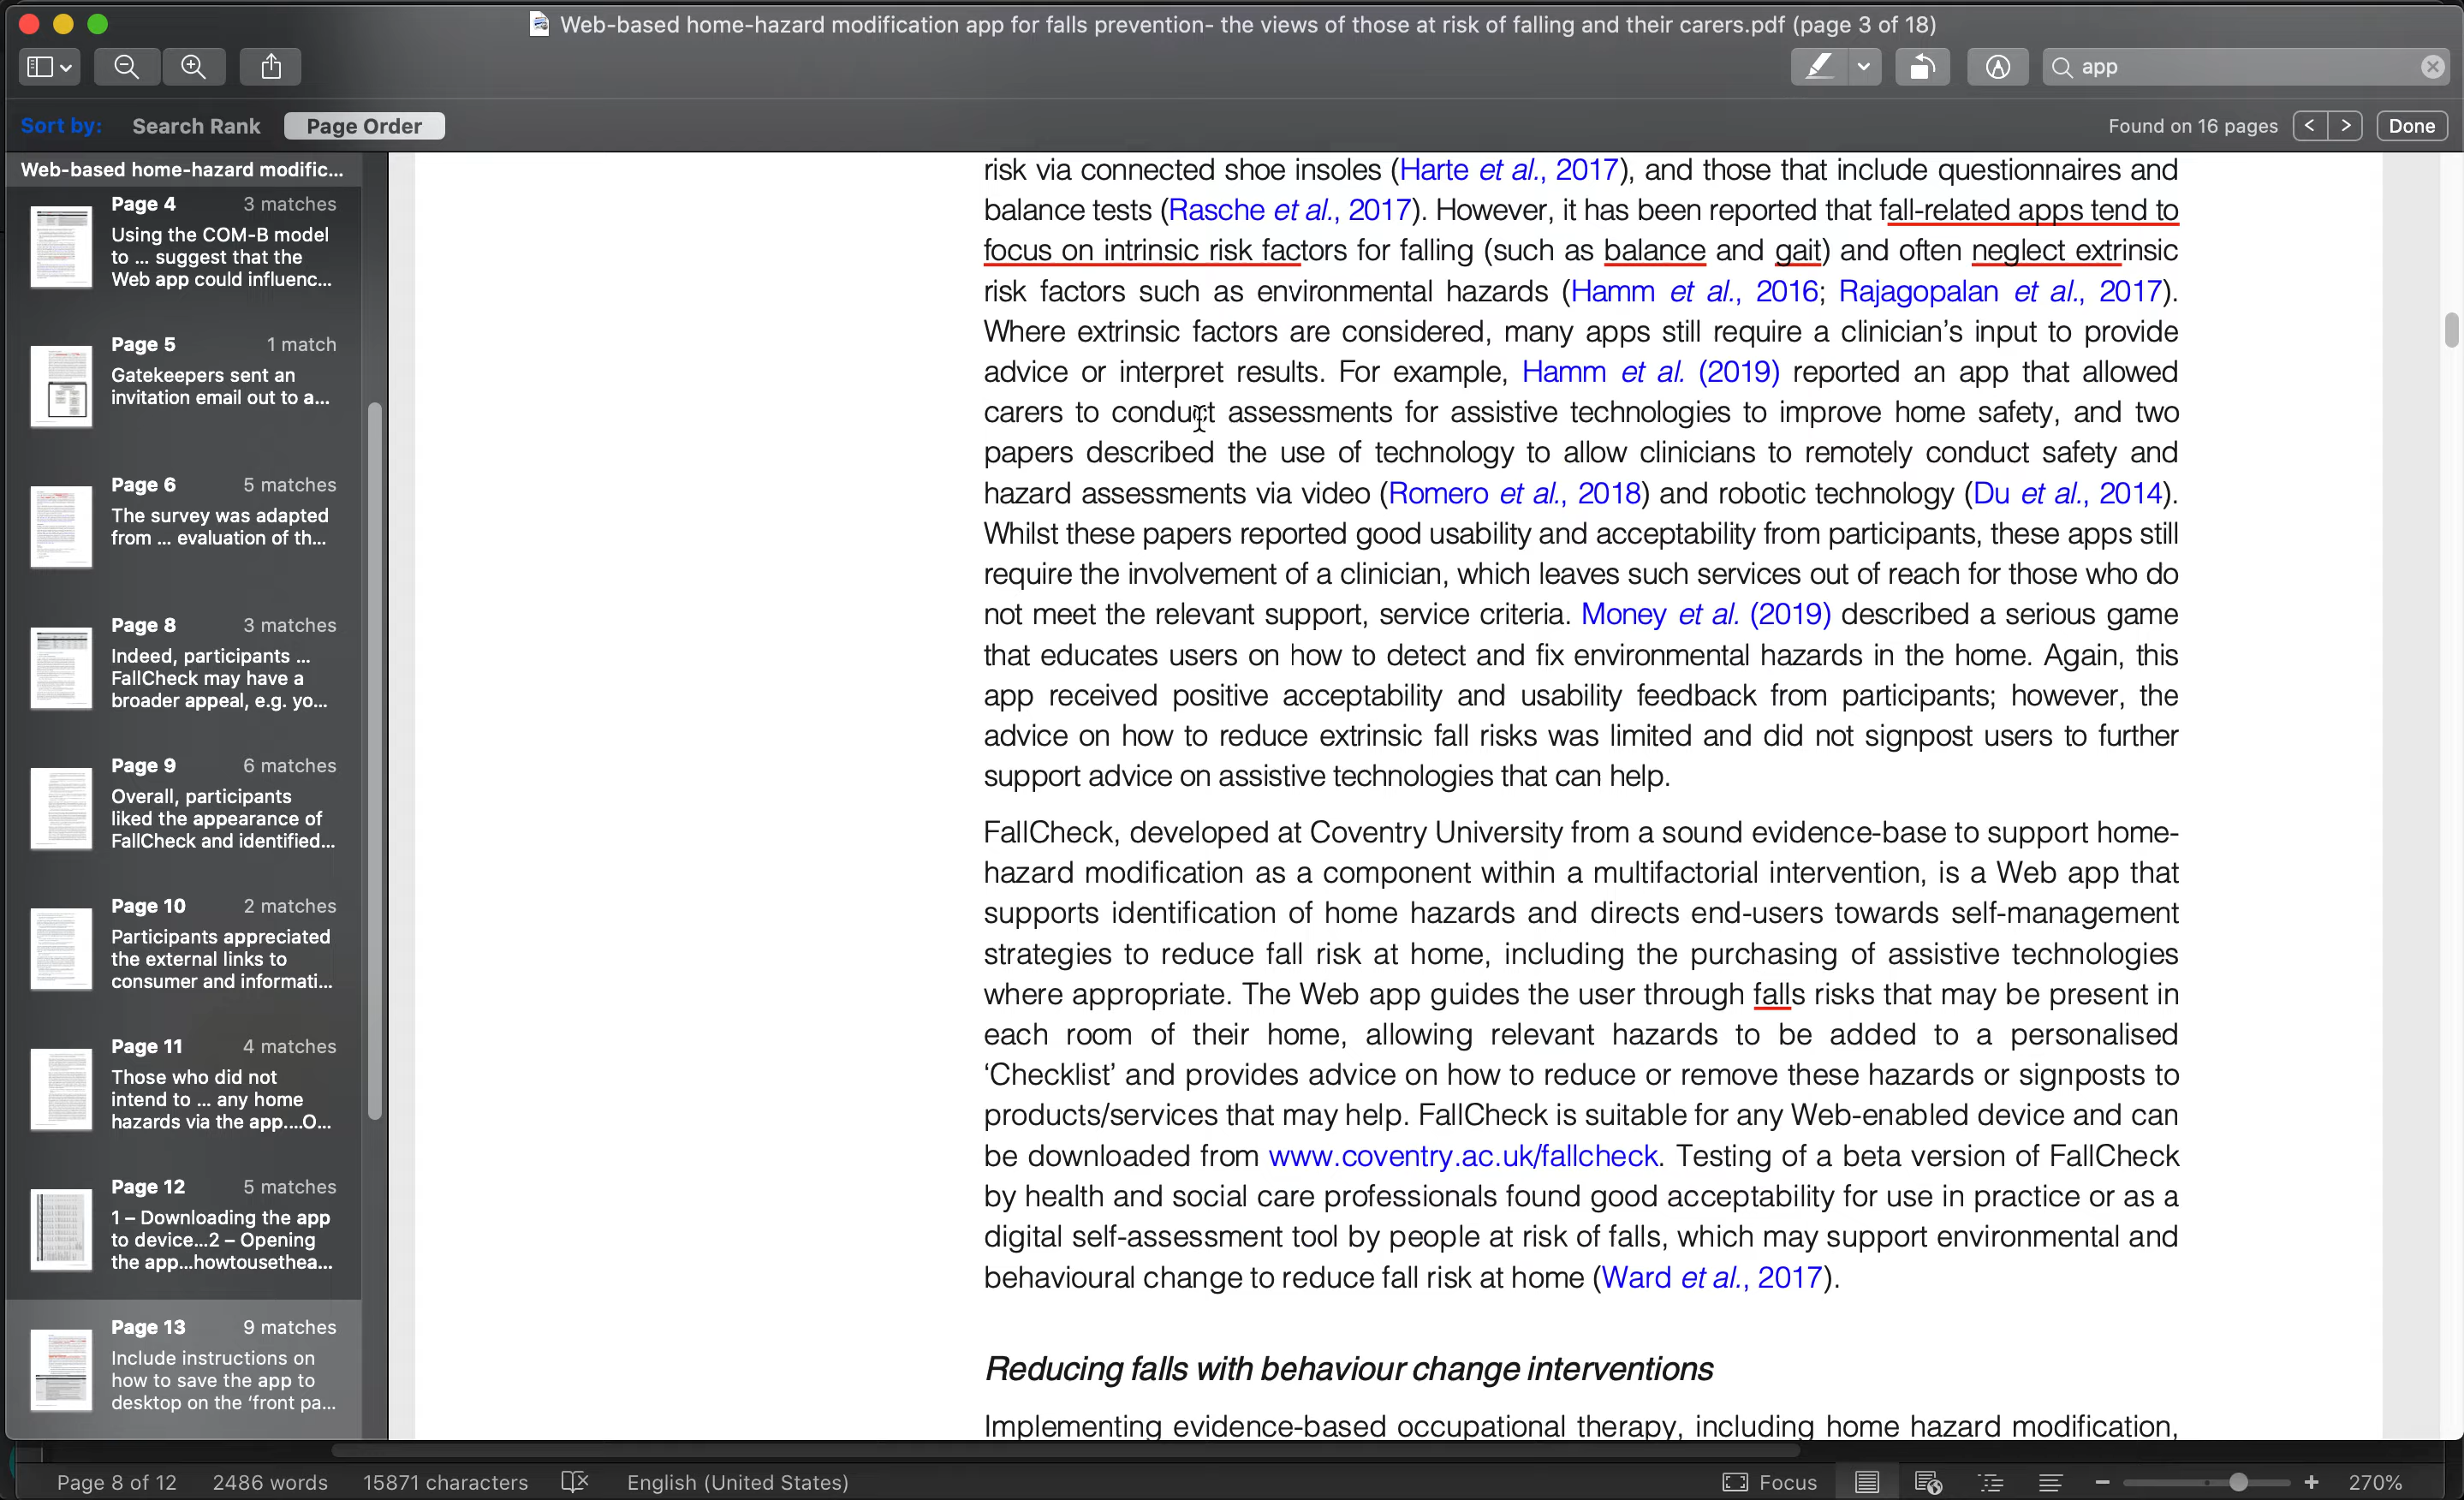 Web-based home-hazard modification app for falls prevention- the views of those at risk of falling and their carers.pdf (page 3 of 18)
app
Sort by: Search Rank Page Order
Found on 16 pages < > Done
Web-based home-hazard modific...
Page 4 3 matches
Using the COM-B model
to ... suggest that the
Web app could influenc...
Page 5 1 match
Gatekeepers sent an
invitation email out to a...
Page 6 5 matches
The survey was adapted
from ... evaluation of th...
Page 8 3 matches
Indeed, participants ...
FallCheck may have a
broader appeal, e.g. yo...
Page 9 6 matches
Overall, participants
liked the appearance of
FallCheck and identified...
Page 10 2 matches
Participants appreciated
the external links to
consumer and informati...
Page 11 4 matches
Those who did not
intend to ... any home
hazards via the app....O...
Page 12 5 matches
1 – Downloading the app
to device...2 – Opening
the app...howtousethea...
Page 13 9 matches
Include instructions on
how to save the app to
desktop on the ‘front pa...
risk via connected shoe insoles (Harte et al., 2017), and those that include questionnaires and
balance tests (Rasche et al., 2017). However, it has been reported that fall-related apps tend to
focus on intrinsic risk factors for falling (such as balance and gait) and often neglect extrinsic
risk factors such as environmental hazards (Hamm et al., 2016; Rajagopalan et al., 2017).
Where extrinsic factors are considered, many apps still require a clinician’s input to provide
advice or interpret results. For example, Hamm et al. (2019) reported an app that allowed
carers to conduct assessments for assistive technologies to improve home safety, and two
papers described the use of technology to allow clinicians to remotely conduct safety and
hazard assessments via video (Romero et al., 2018) and robotic technology (Du et al., 2014).
Whilst these papers reported good usability and acceptability from participants, these apps still
require the involvement of a clinician, which leaves such services out of reach for those who do
not meet the relevant support, service criteria. Money et al. (2019) described a serious game
that educates users on how to detect and fix environmental hazards in the home. Again, this
app received positive acceptability and usability feedback from participants; however, the
advice on how to reduce extrinsic fall risks was limited and did not signpost users to further
support advice on assistive technologies that can help.
FallCheck, developed at Coventry University from a sound evidence-base to support home-
hazard modification as a component within a multifactorial intervention, is a Web app that
supports identification of home hazards and directs end-users towards self-management
strategies to reduce fall risk at home, including the purchasing of assistive technologies
where appropriate. The Web app guides the user through falls risks that may be present in
each room of their home, allowing relevant hazards to be added to a personalised
‘Checklist’ and provides advice on how to reduce or remove these hazards or signposts to
products/services that may help. FallCheck is suitable for any Web-enabled device and can
be downloaded from www.coventry.ac.uk/fallcheck. Testing of a beta version of FallCheck
by health and social care professionals found good acceptability for use in practice or as a
digital self-assessment tool by people at risk of falls, which may support environmental and
behavioural change to reduce fall risk at home (Ward et al., 2017).
Reducing falls with behaviour change interventions
Implementing evidence-based occupational therapy, including home hazard modification,
Page 8 of 12 2486 words 15871 characters English (United States) Focus 270%